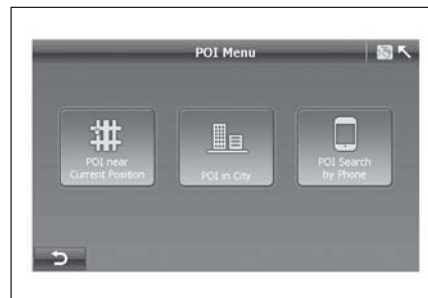 POI Menu
POI near
Current Position
POI in City
POI Search
by Phone